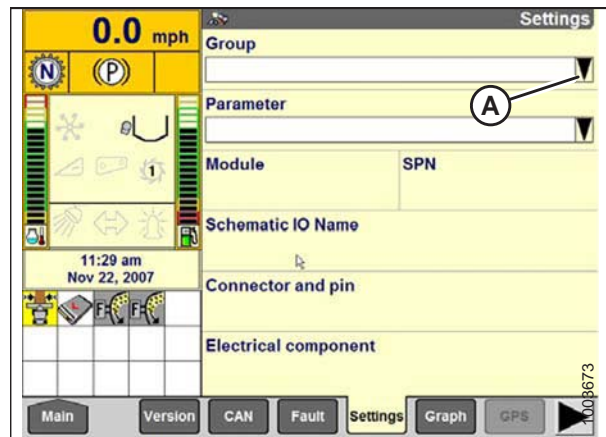 0.0 mph
N
(P)
1
11:29 am
Nov 22, 2007
F
F
Settings
Group
A
Parameter
Module SPN
Schematic IO Name
Connector and pin
Electrical component
Main Version CAN Fault Settings Graph GPS
1003673